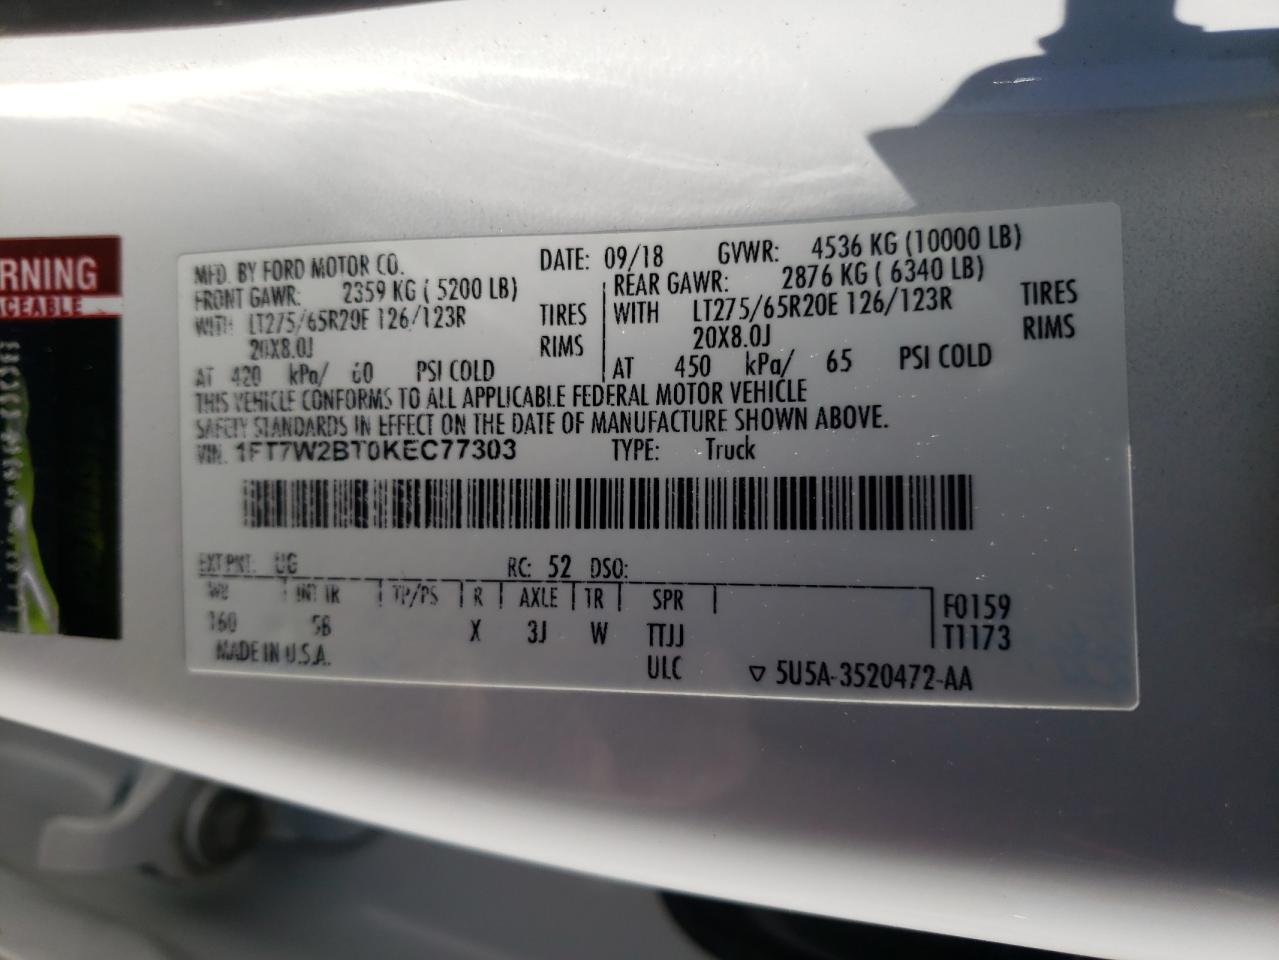 RNING
GEABLE
MFD. BY FORD MOTOR CO.
DATE: 09/18 GVWR: 4536 KG (10000 LB)
FRONT GAWR: 2359 KG ( 5200 LB)
REAR GAWR: 2876 KG ( 6340 LB)
WITH LT275/65R20E 126/123R TIRES
WITH LT275/65R20E 126/123R TIRES
20X8.0J RIMS
20X8.0J RIMS
AT 420 kPa/ 60 PSI COLD
AT 450 kPa/ 65 PSI COLD
THIS VEHICLE CONFORMS TO ALL APPLICABLE FEDERAL MOTOR VEHICLE
SAFETY STANDARDS IN EFFECT ON THE DATE OF MANUFACTURE SHOWN ABOVE.
VIN: 1FT7W2BT0KEC77303 TYPE: Truck
EXT PNT: UG RC: 52 DSO:
WB INT TR TP/PS R AXLE TR SPR
160 X 3J W TTJJ
ULC
F0159
T1173
MADE IN U.S.A.
▽ 5U5A-3520472-AA